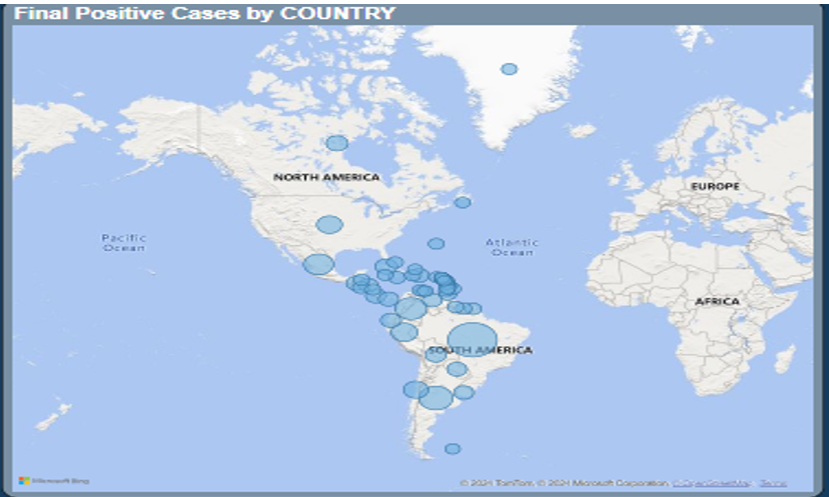 Final Positive Cases by COUNTRY
NORTH AMERICA
EUROPE
Pacific
Ocean
Atlantic
Ocean
AFRICA
SOUTH AMERICA
Microsoft Bing
© 2024 TomTom, © 2024 Microsoft Corporation, © OpenStreetMap Terms